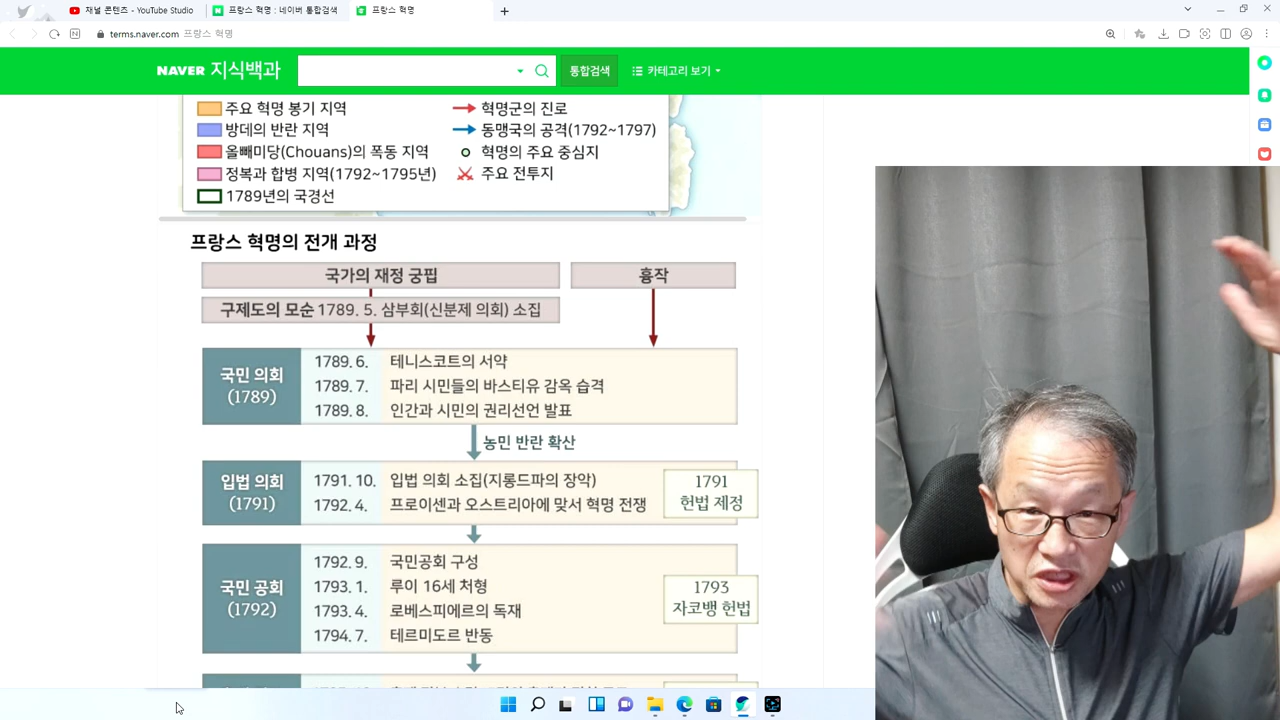 채널 콘텐츠 - YouTube Studio
프랑스 혁명 : 네이버 통합검색
프랑스 혁명
terms.naver.com 프랑스 혁명
NAVER 지식백과
통합검색
카테고리 보기
주요 혁명 봉기 지역
혁명군의 진로
방데의 반란 지역
동맹국의 공격(1792~1797)
올빼미당(Chouans)의 폭동 지역
혁명의 주요 중심지
정복과 합병 지역(1792~1795년)
주요 전투지
1789년의 국경선
프랑스 혁명의 전개 과정
국가의 재정 궁핍
흉작
구제도의 모순 1789. 5. 삼부회(신분제 의회) 소집
국민 의회
(1789)
1789. 6. 테니스코트의 서약
1789. 7. 파리 시민들의 바스티유 감옥 습격
1789. 8. 인간과 시민의 권리선언 발표
농민 반란 확산
입법 의회
(1791)
1791. 10. 입법 의회 소집(지롱드파의 장악)
1792. 4. 프로이센과 오스트리아에 맞서 혁명 전쟁
1791
헌법 제정
국민 공회
(1792)
1792. 9. 국민공회 구성
1793. 1. 루이 16세 처형
1793. 4. 로베스피에르의 독재
1794. 7. 테르미도르 반동
1793
자코뱅 헌법